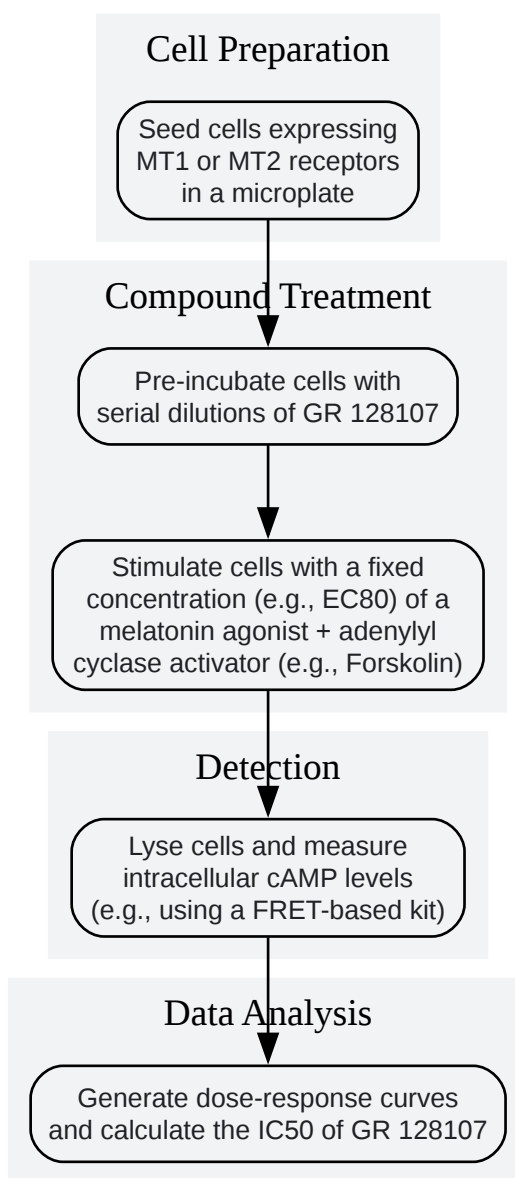 Cell Preparation
Seed cells expressing
MT1 or MT2 receptors
in a microplate
Compound Treatment
Pre-incubate cells with
serial dilutions of GR 128107
Stimulate cells with a fixed
concentration (e.g., EC80) of a
melatonin agonist + adenylyl
cyclase activator (e.g., Forskolin)
Detection
Lyse cells and measure
intracellular cAMP levels
(e.g., using a FRET-based kit)
Data Analysis
Generate dose-response curves
and calculate the IC50 of GR 128107